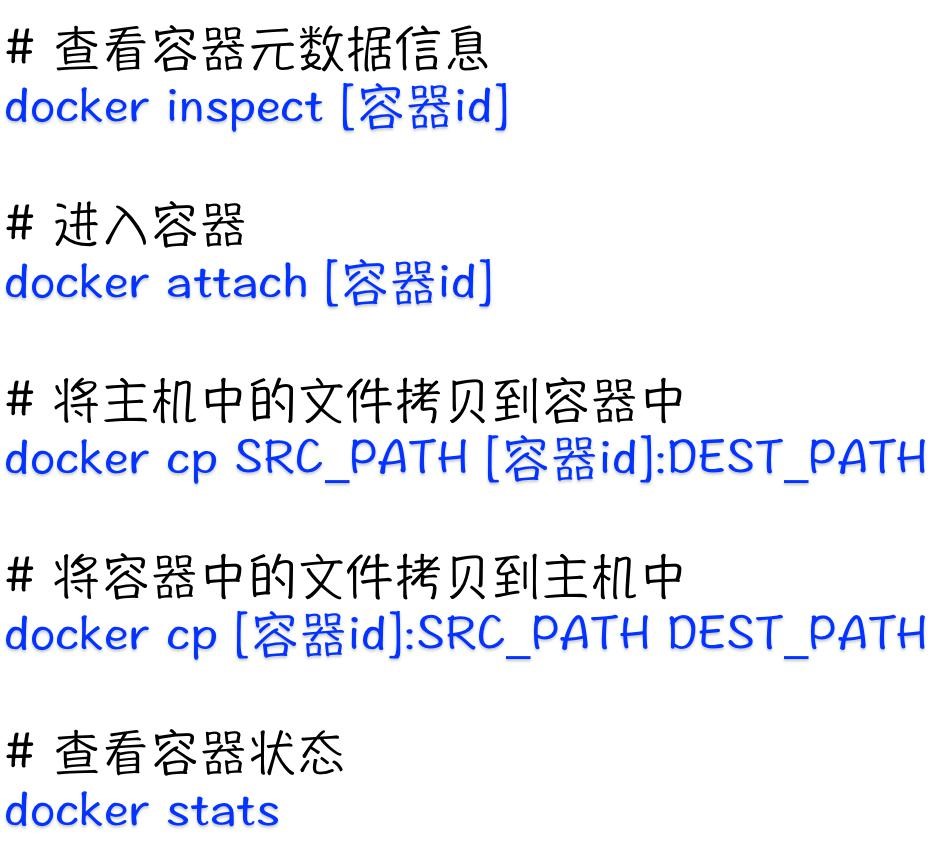 # 查看容器元数据信息
docker inspect [容器id]
# 进入容器
docker attach [容器id]
# 将主机中的文件拷贝到容器中
docker cp SRC_PATH [容器id]:DEST_PATH
# 将容器中的文件拷贝到主机中
docker cp [容器id]:SRC_PATH DEST_PATH
# 查看容器状态
docker stats